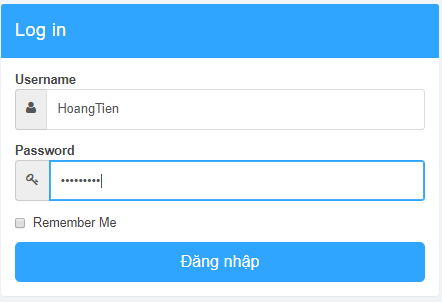 Log in
Username
HoangTien
Password
•••••••••
Remember Me
Đăng nhập